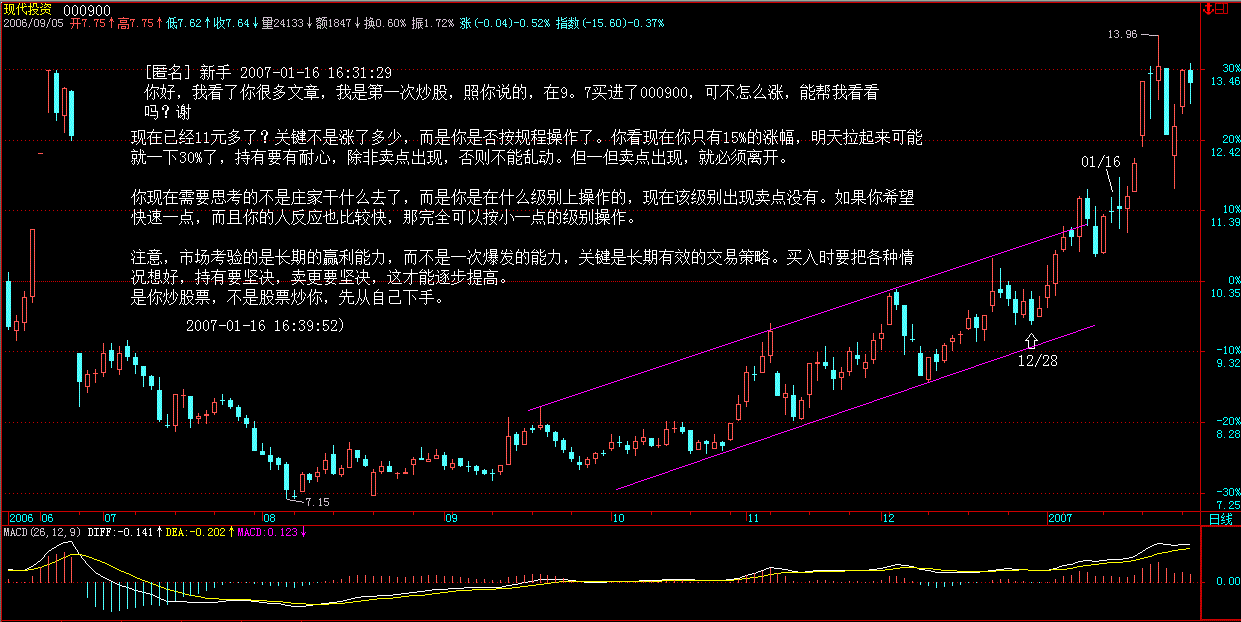 现代投资 000900
2006/09/05 开7.75↑高7.75↑低7.62↑收7.64↓量24133↓额1847↓换0.60% 振1.72% 涨(-0.04)-0.52% 指数(-15.60)-0.37%
13.96
[匿名] 新手 2007-01-16 16:31:29
你好，我看了你很多文章，我是第一次炒股，照你说的，在9。7买进了000900，可不怎么涨，能帮我看看
吗？谢
现在已经11元多了？关键不是涨了多少，而是你是否按规程操作了。你看现在你只有15%的涨幅，明天拉起来可能
就一下30%了，持有要有耐心，除非卖点出现，否则不能乱动。但一但卖点出现，就必须离开。
你现在需要思考的不是庄家干什么去了，而是你是在什么级别上操作的，现在该级别出现卖点没有。如果你希望
快速一点，而且你的人反应也比较快，那完全可以按小一点的级别操作。
注意，市场考验的是长期的赢利能力，而不是一次爆发的能力，关键是长期有效的交易策略。买入时要把各种情
况想好，持有要坚决，卖更要坚决，这才能逐步提高。
是你炒股票，不是股票炒你，先从自己下手。
2007-01-16 16:39:52)
01/16
12/28
7.15
30%
13.46
20%
12.42
10%
11.39
0%
10.35
-10%
9.32
-20%
8.28
-30%
7.25
2006 06 07 08 09 10 11 12 2007 日线
MACD(26,12,9) DIFF:-0.141↑DEA:-0.202↑MACD:0.123↓
0.00